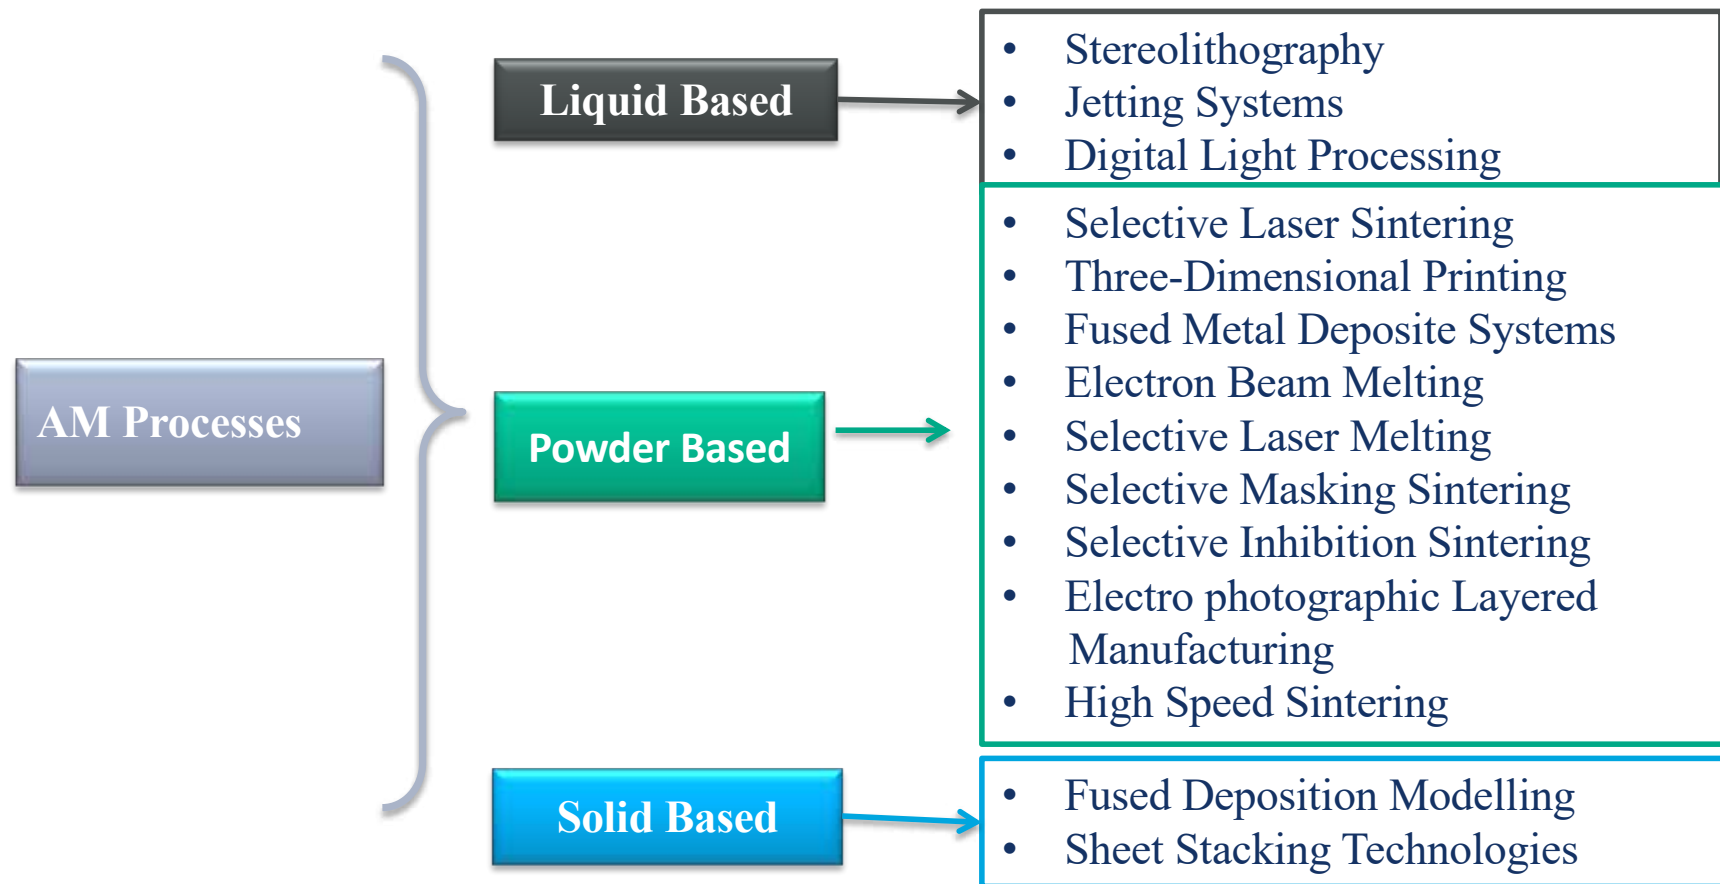 AM Processes
Liquid Based
• Stereolithography
• Jetting Systems
• Digital Light Processing
Powder Based
• Selective Laser Sintering
• Three-Dimensional Printing
• Fused Metal Deposite Systems
• Electron Beam Melting
• Selective Laser Melting
• Selective Masking Sintering
• Selective Inhibition Sintering
• Electro photographic Layered
Manufacturing
• High Speed Sintering
Solid Based
• Fused Deposition Modelling
• Sheet Stacking Technologies